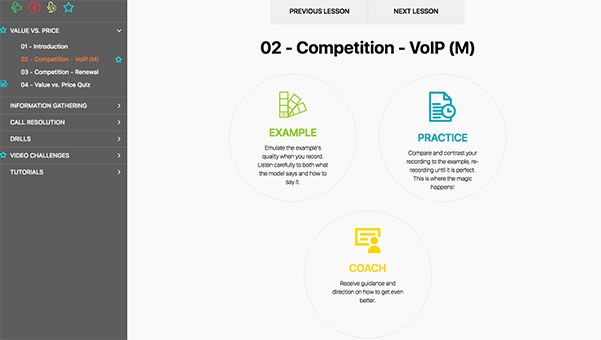 PREVIOUS LESSON
NEXT LESSON
VALUE VS. PRICE
01 - Introduction
02 - Competition - VoIP (M)
03 - Competition - Renewal
04 - Value vs. Price Quiz
INFORMATION GATHERING
CALL RESOLUTION
DRILLS
VIDEO CHALLENGES
TUTORIALS
02 - Competition - VoIP (M)
EXAMPLE
Emulate the example's
quality when you record.
Listen carefully to both what
the model says and how to
say it.
PRACTICE
Compare and contrast your
recording to the example, re-
recording until it is perfect.
This is where the magic
happens!
COACH
Receive guidance and
direction on how to get even
better.